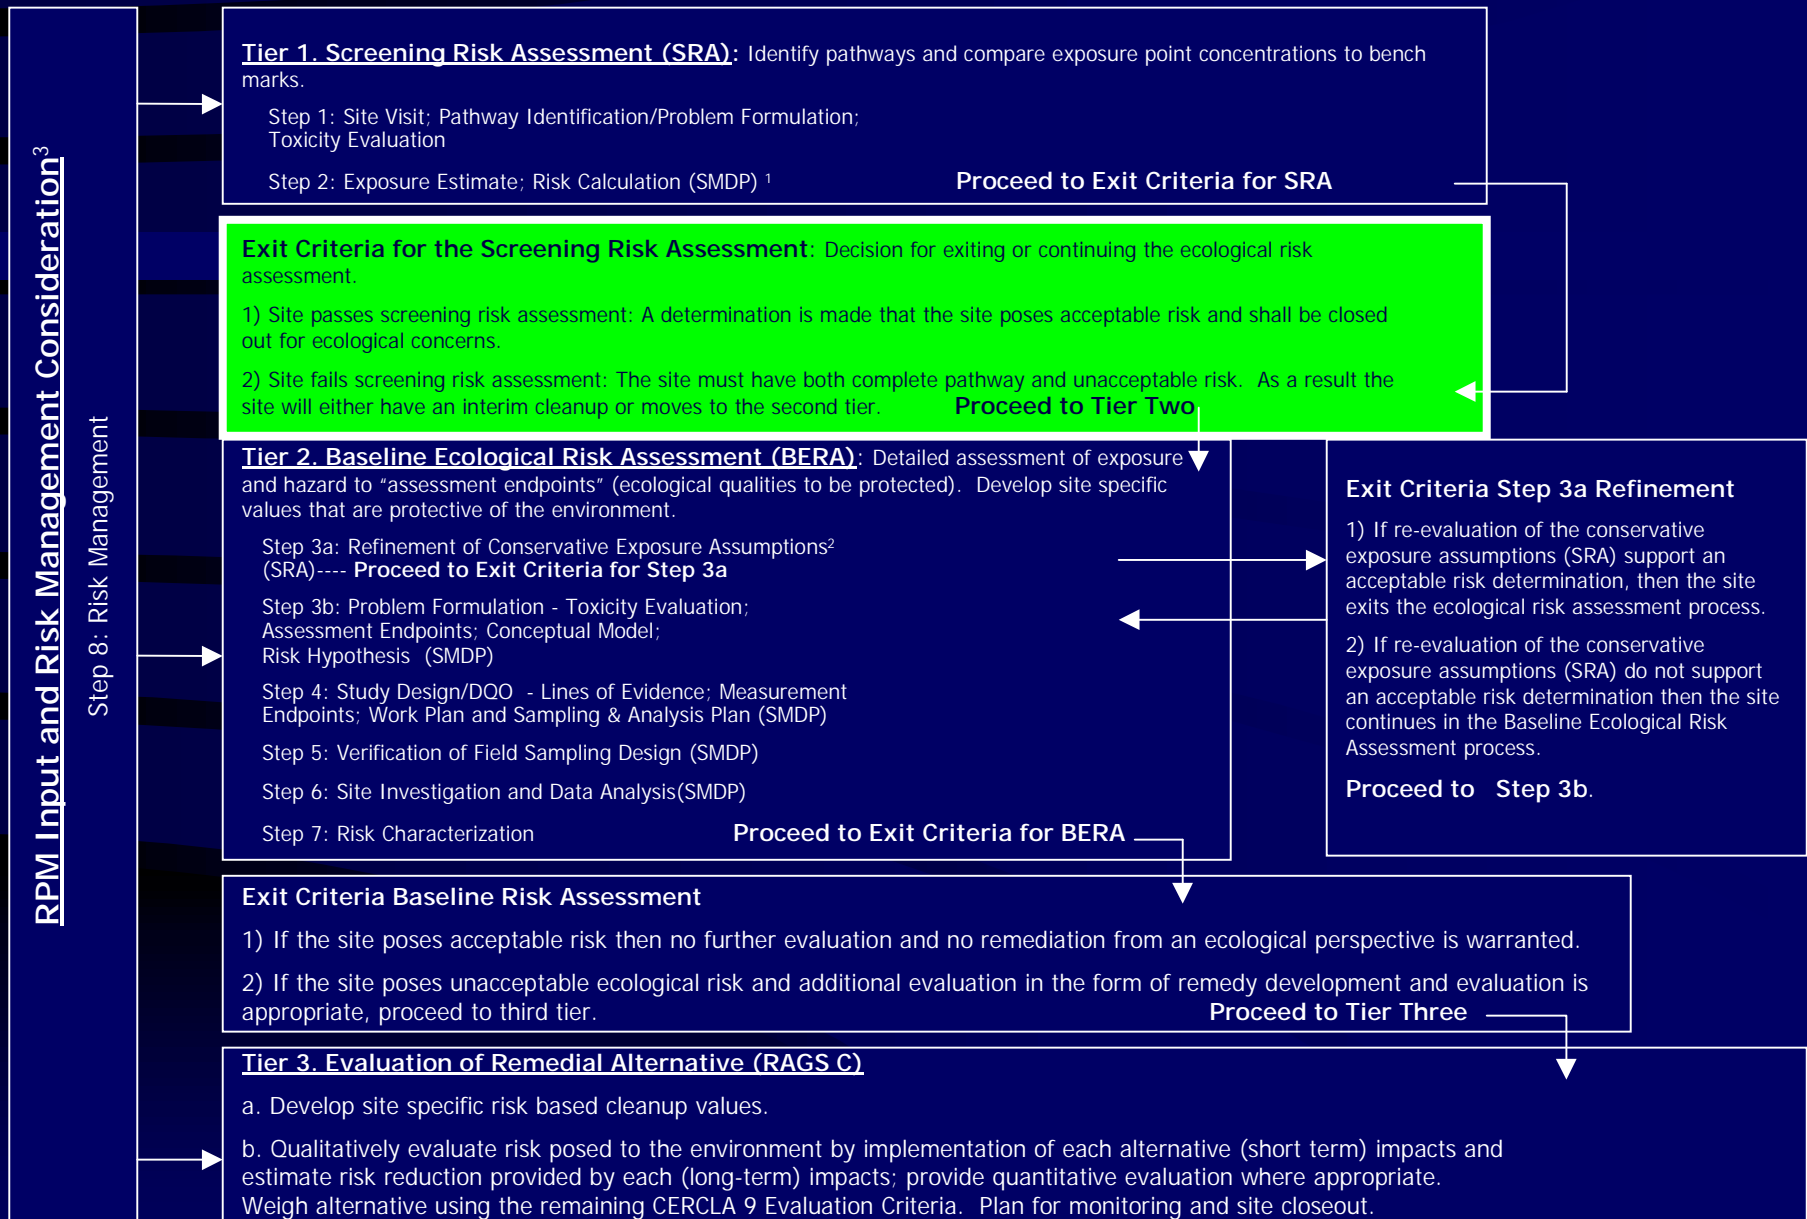 RPM Input and Risk Management Consideration3
Step 8: Risk Management
Tier 1. Screening Risk Assessment (SRA): Identify pathways and compare exposure point concentrations to bench
marks.
Step 1: Site Visit; Pathway Identification/Problem Formulation;
Toxicity Evaluation
Step 2: Exposure Estimate; Risk Calculation (SMDP) 1 Proceed to Exit Criteria for SRA
Exit Criteria for the Screening Risk Assessment: Decision for exiting or continuing the ecological risk
assessment.
1) Site passes screening risk assessment: A determination is made that the site poses acceptable risk and shall be closed
out for ecological concerns.
2) Site fails screening risk assessment: The site must have both complete pathway and unacceptable risk. As a result the
site will either have an interim cleanup or moves to the second tier. Proceed to Tier Two
Tier 2. Baseline Ecological Risk Assessment (BERA): Detailed assessment of exposure
and hazard to "assessment endpoints" (ecological qualities to be protected). Develop site specific
values that are protective of the environment.
Step 3a: Refinement of Conservative Exposure Assumptions2
(SRA)---- Proceed to Exit Criteria for Step 3a
Step 3b: Problem Formulation - Toxicity Evaluation;
Assessment Endpoints; Conceptual Model;
Risk Hypothesis (SMDP)
Step 4: Study Design/DQO - Lines of Evidence; Measurement
Endpoints; Work Plan and Sampling & Analysis Plan (SMDP)
Step 5: Verification of Field Sampling Design (SMDP)
Step 6: Site Investigation and Data Analysis(SMDP)
Step 7: Risk Characterization Proceed to Exit Criteria for BERA
Exit Criteria Step 3a Refinement
1) If re-evaluation of the conservative
exposure assumptions (SRA) support an
acceptable risk determination, then the site
exits the ecological risk assessment process.
2) If re-evaluation of the conservative
exposure assumptions (SRA) do not support
an acceptable risk determination then the site
continues in the Baseline Ecological Risk
Assessment process.
Proceed to Step 3b.
Exit Criteria Baseline Risk Assessment
1) If the site poses acceptable risk then no further evaluation and no remediation from an ecological perspective is warranted.
2) If the site poses unacceptable ecological risk and additional evaluation in the form of remedy development and evaluation is
appropriate, proceed to third tier. Proceed to Tier Three
Tier 3. Evaluation of Remedial Alternative (RAGS C)
a. Develop site specific risk based cleanup values.
b. Qualitatively evaluate risk posed to the environment by implementation of each alternative (short term) impacts and
estimate risk reduction provided by each (long-term) impacts; provide quantitative evaluation where appropriate.
Weigh alternative using the remaining CERCLA 9 Evaluation Criteria. Plan for monitoring and site closeout.